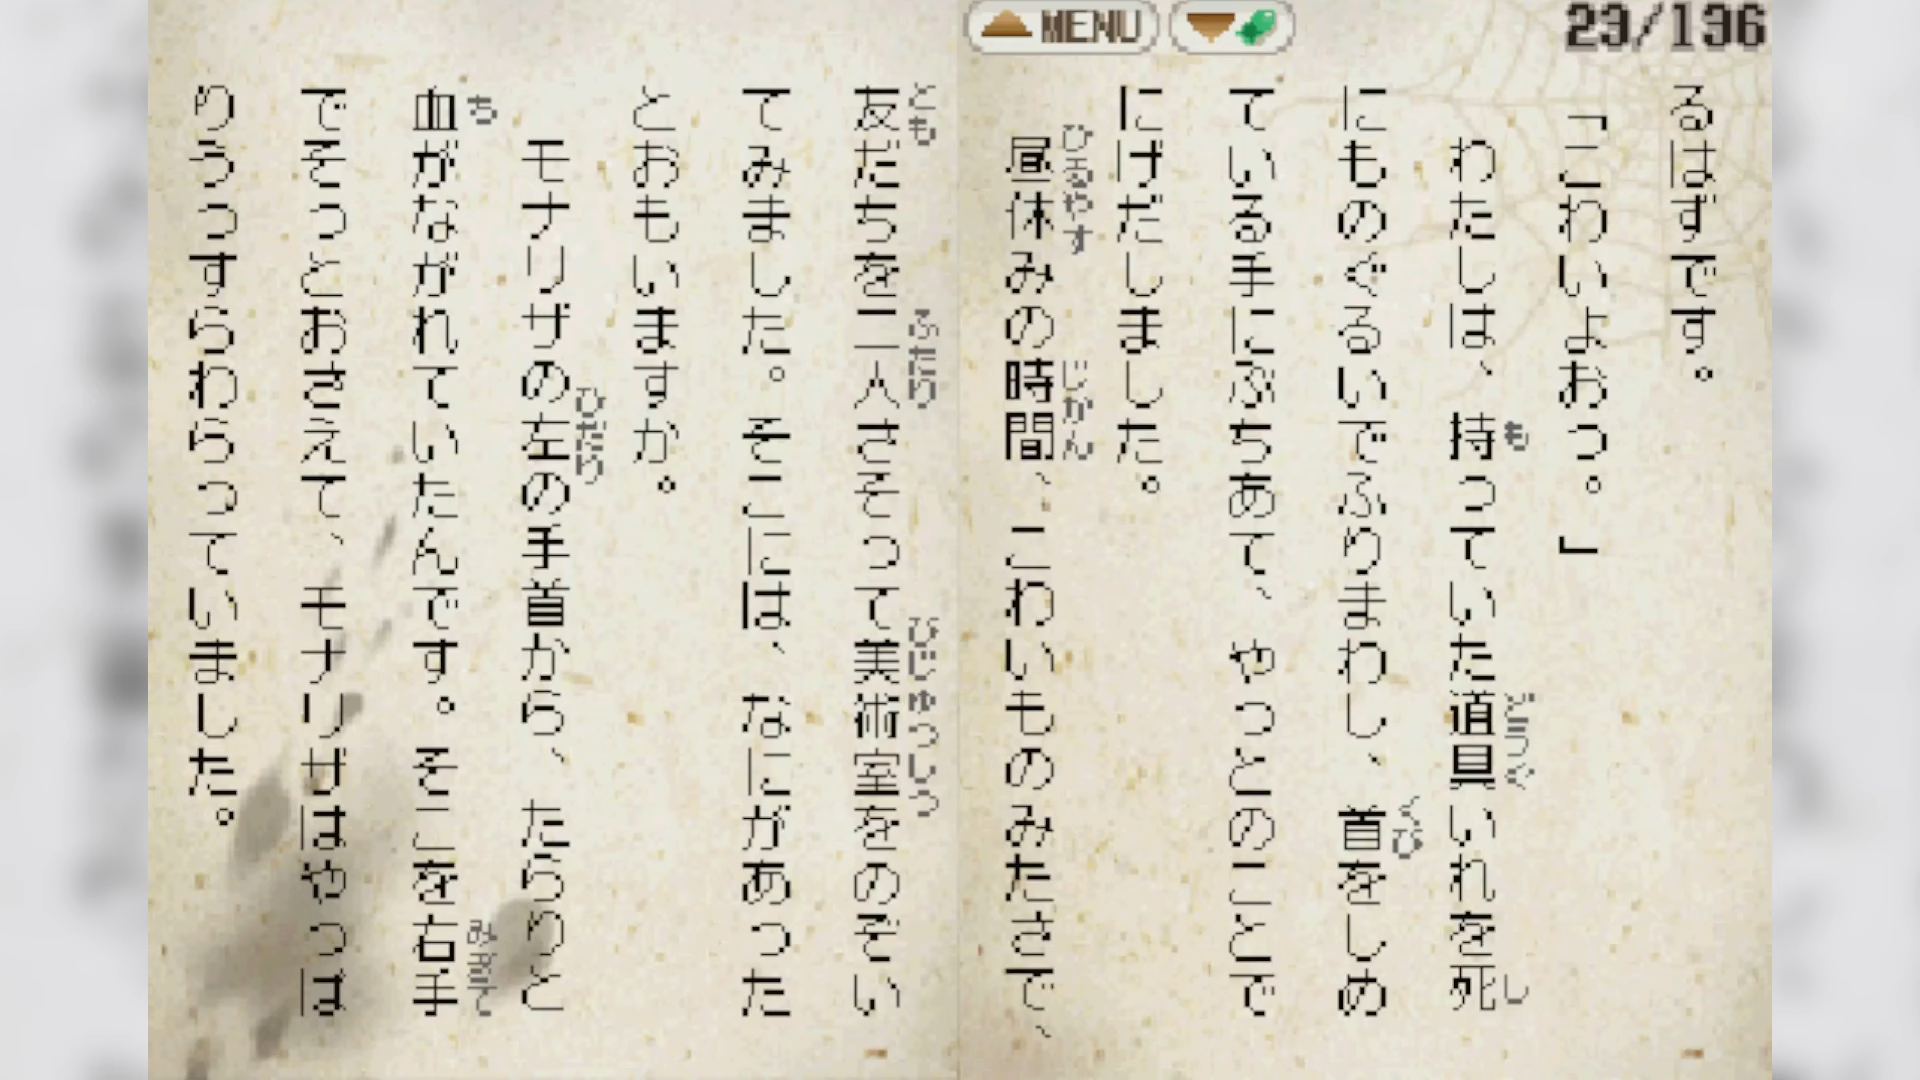 MENU
23/136
るはずです。
「こわいよおっ。」
わたしは、持っていた道具いれを死
にものぐるいでふりまわし、首をしめ
ている手にぶちあて、やっとのことで
にげだしました。
昼休みの時間、こわいものみたさで、
友だちを二人さそって美術室をのぞい
てみました。そこには、なにがあった
とおもいますか。
モナリザの左の手首から、たらりと
血がながれていたんです。そこを右手
でそっとおさえて、モナリザはやっぱ
りうっすらわらっていました。